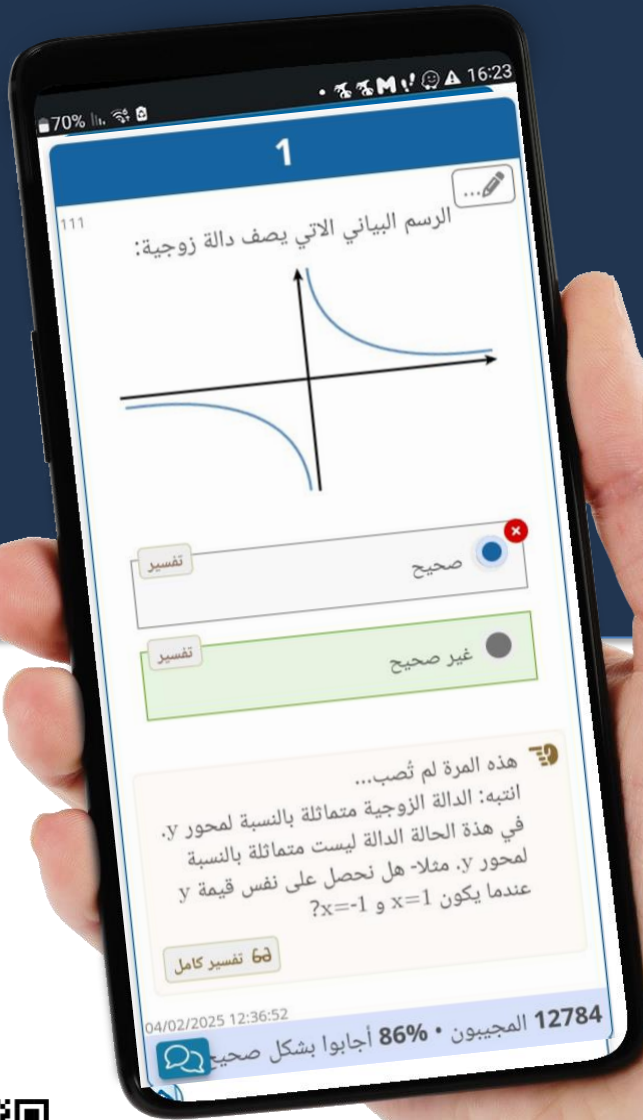 70%
16:23
1
111
...
الرسم البياني الاتي يصف دالة زوجية:
صحيح
تفسير
غير صحيح
تفسير
هذه المرة لم تُصب...
انتبه: الدالة الزوجية متماثلة بالنسبة لمحور y.
في هذة الحالة الدالة ليست متماثلة بالنسبة
لمحور y. مثلا- هل نحصل على نفس قيمة y
عندما يكون x=1 و x=-1?
تفسير كامل
04/02/2025 12:36:52
12784 المجيبون • 86% أجابوا بشكل صحيح